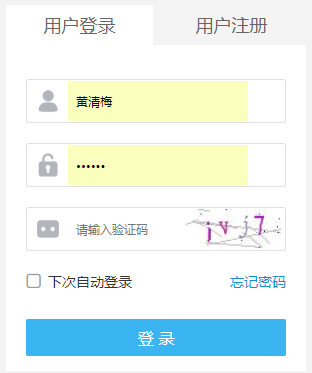 用户登录 用户注册
黄清梅
••••••
请输入验证码 jvj7
下次自动登录 忘记密码
登 录